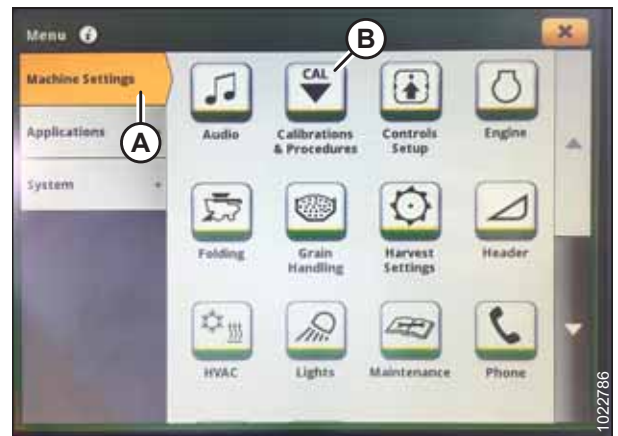 Menu i
B
Machine Settings
A
Applications
System
CAL
Audio
Calibrations
& Procedures
Controls
Setup
Engine
Folding
Grain
Handling
Harvest
Settings
Header
HVAC
Lights
Maintenance
Phone
1022786